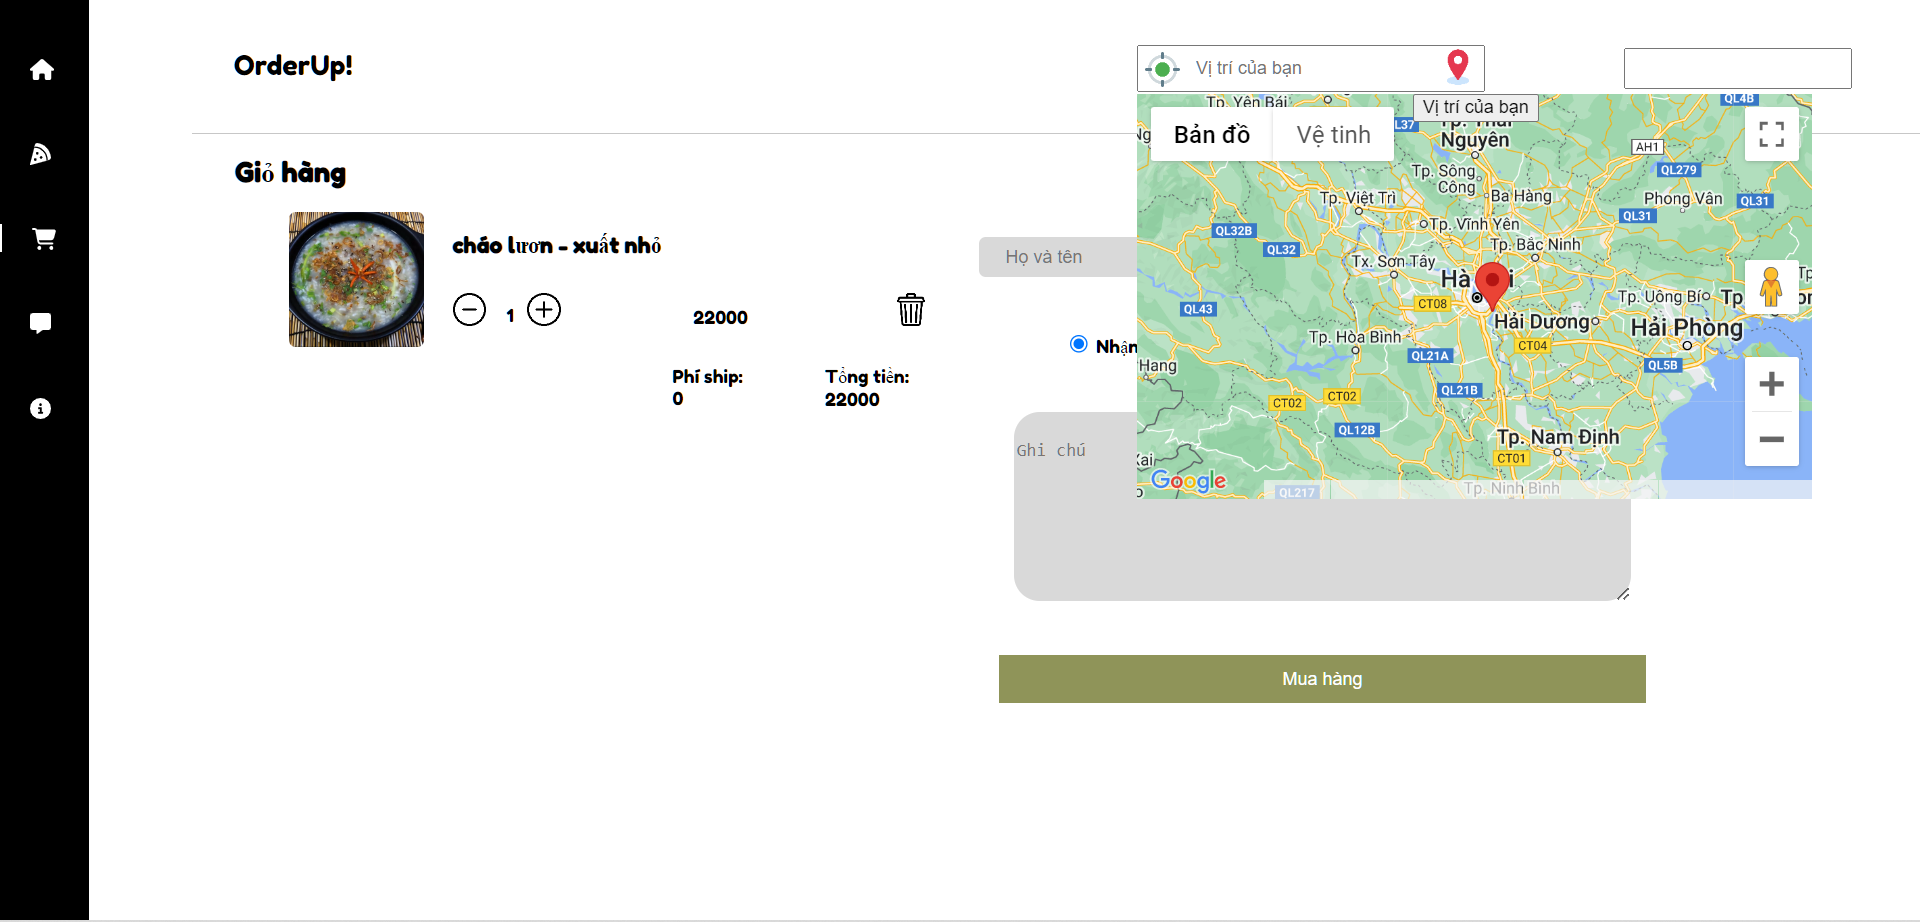 OrderUp!
Vị trí của bạn
Vị trí của bạn
Giỏ hàng
cháo lươn - xuất nhỏ
1
22000
Phí ship:
0
Tổng tiền:
22000
Họ và tên
Nhận
Ghi chú
Mua hàng
Bản đồ
Vệ tinh
Tp. Yên Bái
QL4B
QL37
Nguyên
AH1
QL279
Tp. Sông
Công
Ba Hàng
Phong Vân
QL31
Tp. Việt Trì
QL31
Tp. Vĩnh Yên
QL32B
Tp. Bắc Ninh
QL32
Tx. Sơn Tây
Hà
CT08
Tp. Uông Bí
QL43
Hải Dương
Hải Phòng
Tp. Hòa Bình
CT04
QL21A
Hang
QL5B
QL21B
CT02
CT02
QL12B
Tp. Nam Định
CT01
Google
QL217
Tp. Ninh Bình